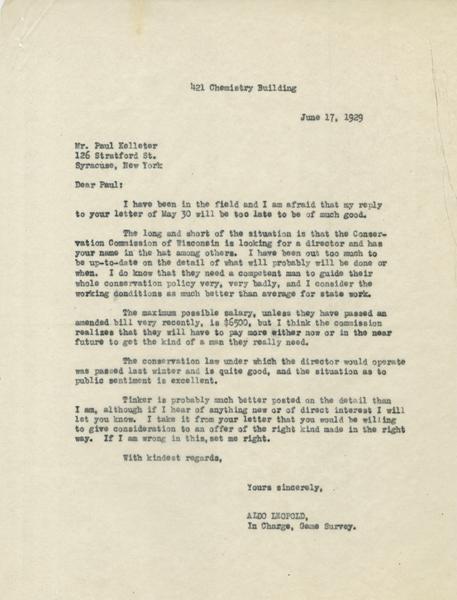 421 Chemistry Building
June 17, 1929
Mr. Paul Kelleter
126 Stratford St.
Syracuse, New York
Dear Paul:
I have been in the field and I am afraid that my reply
to your letter of May 30 will be too late to be of much good.
The long and short of the situation is that the Conser-
vation Commission of Wisconsin is looking for a director and has
your name in the hat among others. I have been out too much to
be up-to-date on the detail of what will probably will be done or
when. I do know that they need a competent man to guide their
whole conservation policy very, very badly, and I consider the
working conditions as much better than average for state work.
The maximum possible salary, unless they have passed an
amended bill very recently, is $6500, but I think the commission
realizes that they will have to pay more either now or in the near
future to get the kind of a man they really need.
The conservation law under which the director would operate
was passed last winter and is quite good, and the situation as to
public sentiment is excellent.
Tinker is probably much better posted on the detail than
I am, although if I hear of anything new or of direct interest I will
let you know. I take it from your letter that you would be willing
to give consideration to an offer of the right kind made in the right
way. If I am wrong in this, set me right.
With kindest regards,
Yours sincerely,
ALDO LEOPOLD,
In Charge, Game Survey.